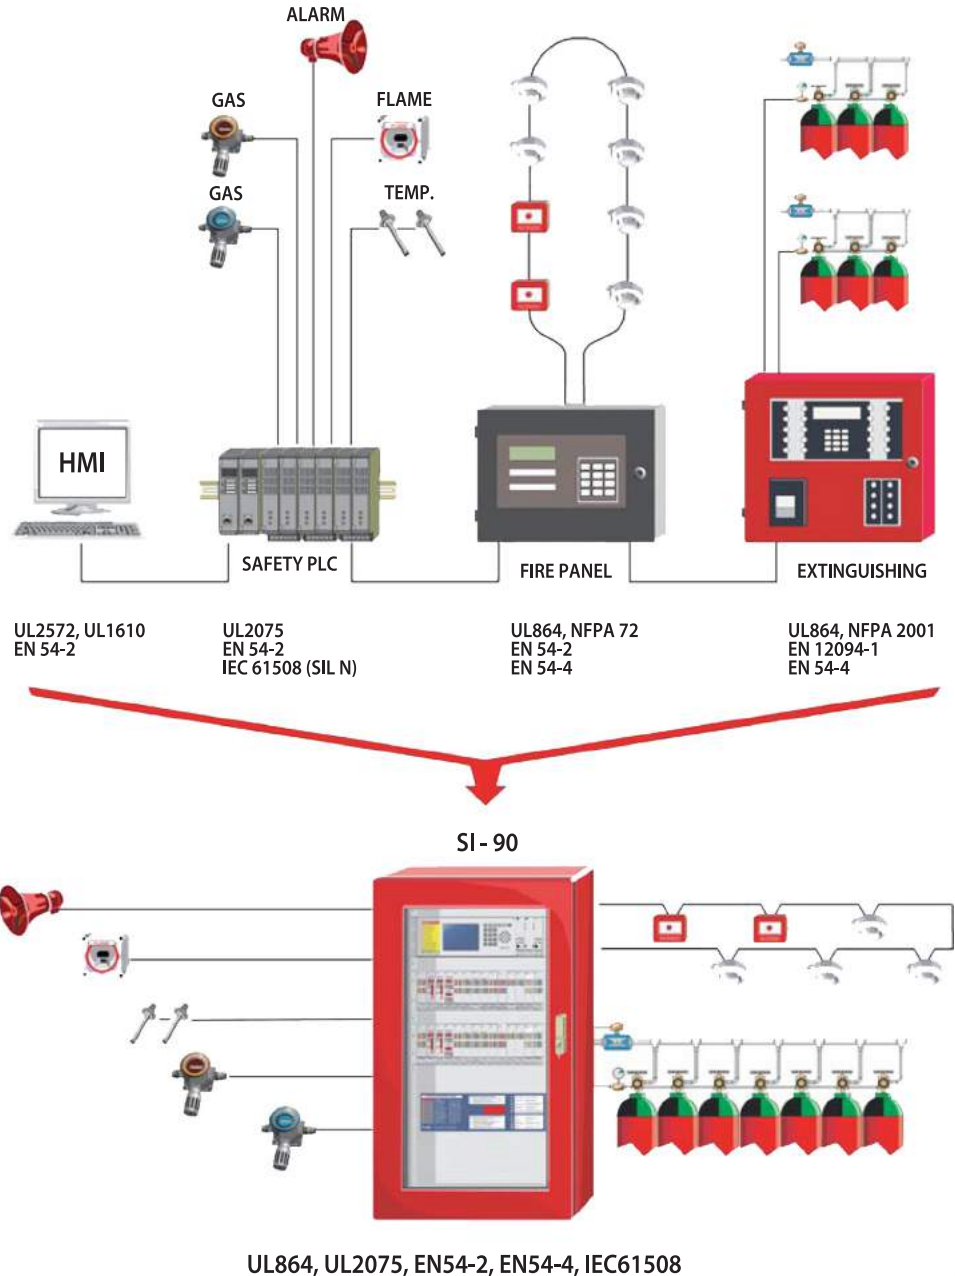 ALARM
GAS
FLAME
GAS
TEMP.
HMI
SAFETY PLC
FIRE PANEL
EXTINGUISHING
UL2572, UL1610
EN 54-2
UL2075
EN 54-2
IEC 61508 (SIL N)
UL864, NFPA 72
EN 54-2
EN 54-4
UL864, NFPA 2001
EN 12094-1
EN 54-4
SI - 90
UL864, UL2075, EN54-2, EN54-4, IEC61508